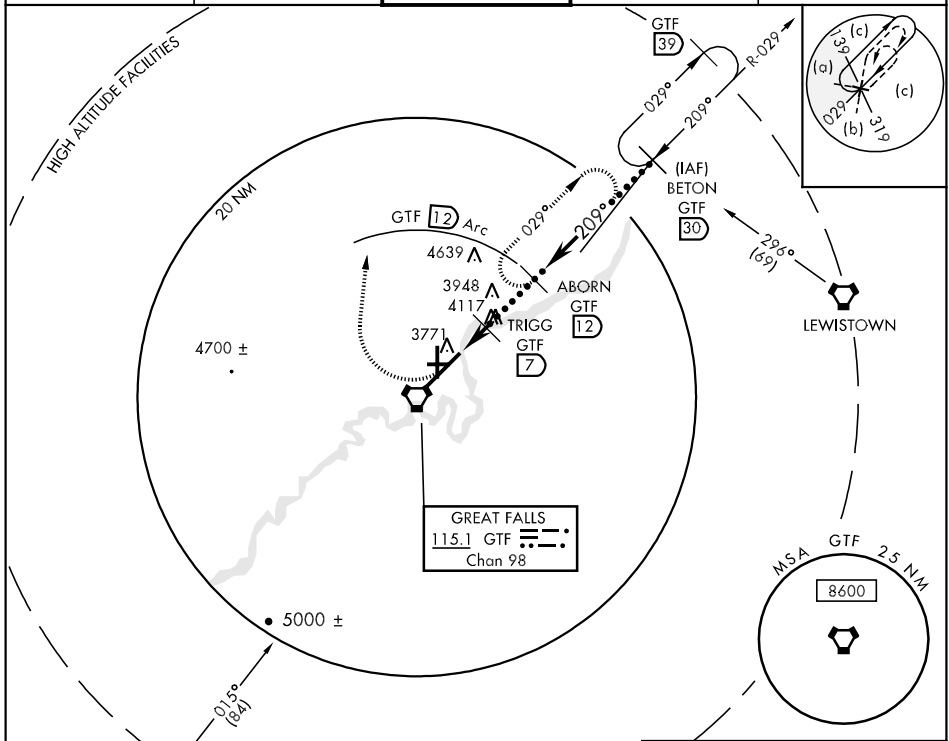 HIGH ALTITUDE FACILITIES
20 NM
GTF
39
R-029
029°
209°
(IAF)
BETON
GTF
30
296°
(69)
LEWISTOWN
139
(c)
(a)
(c)
029
(b)
319
GTF 12 Arc
029°
209°
4639
3948
4117
3771
ABORN
GTF
12
TRIGG
GTF
7
4700 ±
GREAT FALLS
115.1 GTF
Chan 98
5000 ±
015°
(84)
MSA GTF 25 NM
8600